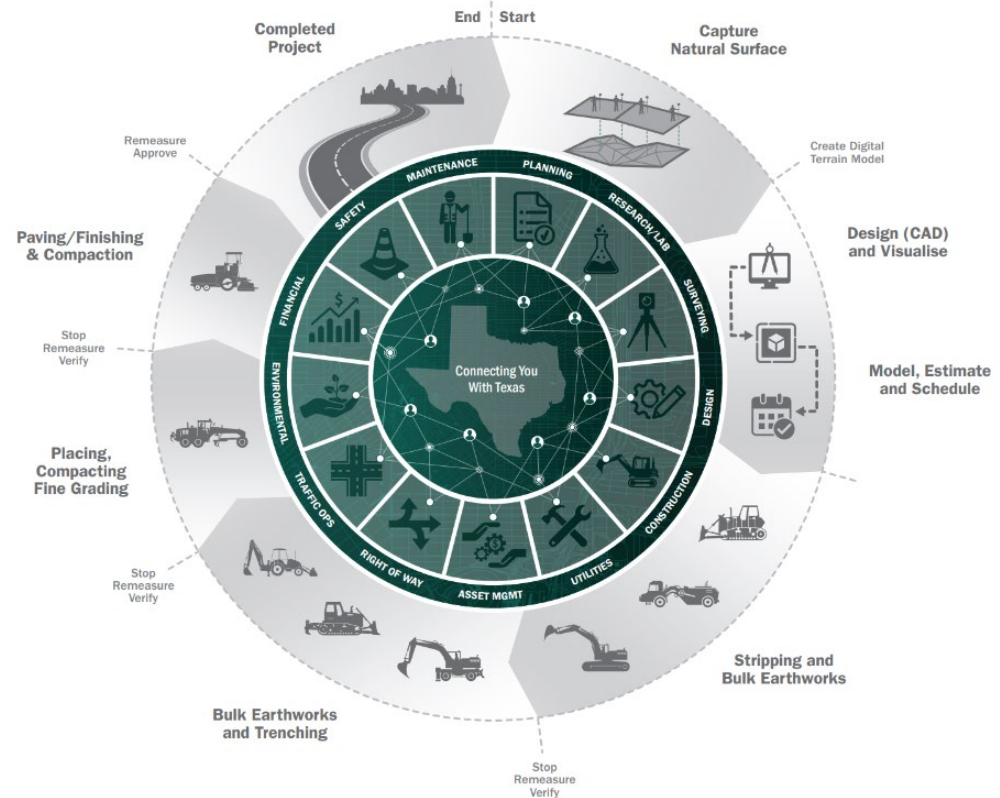 End
Start
Completed
Project
Capture
Natural Surface
Remeasure
Approve
Create Digital
Terrain Model
Paving/Finishing
& Compaction
Design (CAD)
and Visualise
Stop
Remeasure
Verify
Model, Estimate
and Schedule
Placing,
Compacting
Fine Grading
Stop
Remeasure
Verify
Stripping and
Bulk Earthworks
Bulk Earthworks
and Trenching
Stop
Remeasure
Verify
PLANNING
RESEARCH/LAB
SURVEYING
DESIGN
CONSTRUCTION
UTILITIES
ASSET MGMT
RIGHT OF WAY
TRAFFIC OPS
ENVIRONMENTAL
FINANCIAL
SAFETY
MAINTENANCE
$
$
Connecting You
With Texas